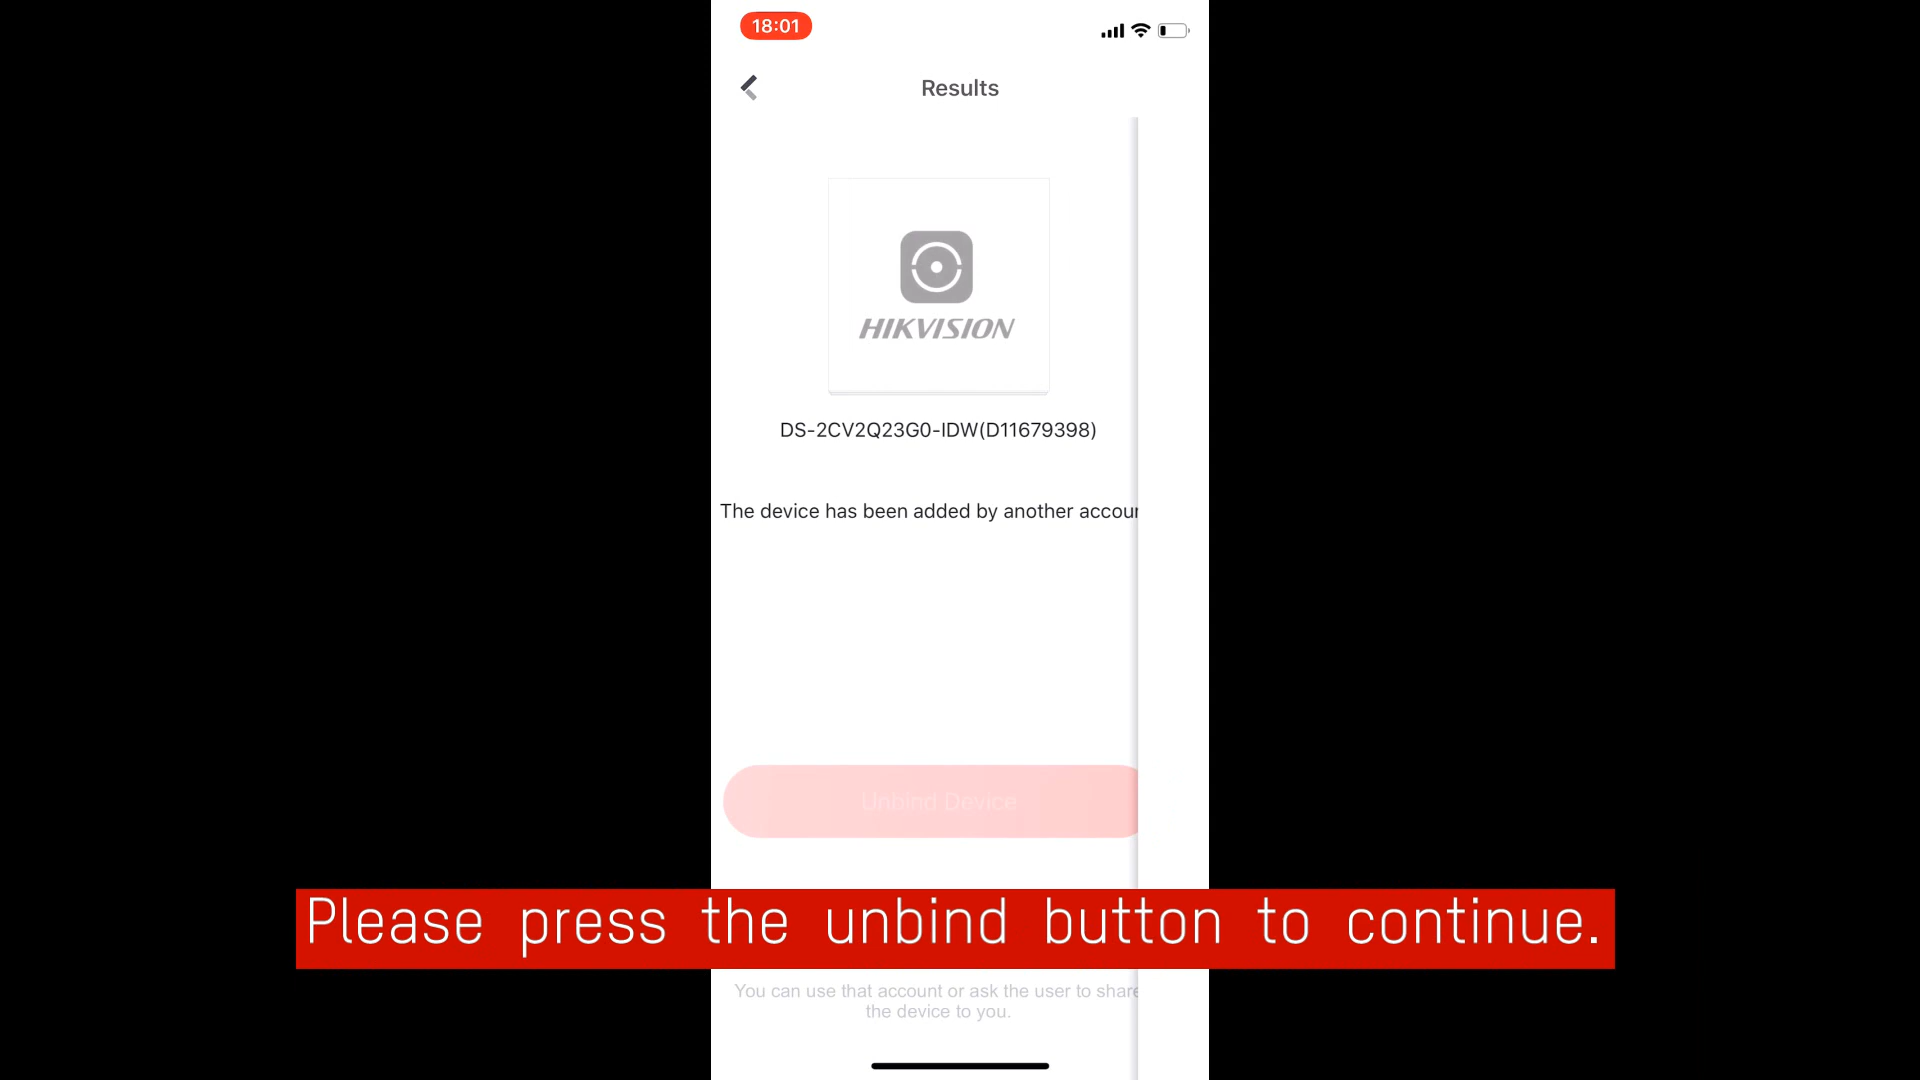 18:01
Results
HIKVISION
DS-2CV2Q23G0-IDW(D11679398)
The device has been added by another accour
Unbind Device
Please press the unbind button to continue.
You can use that account or ask the user to share
the device to you.